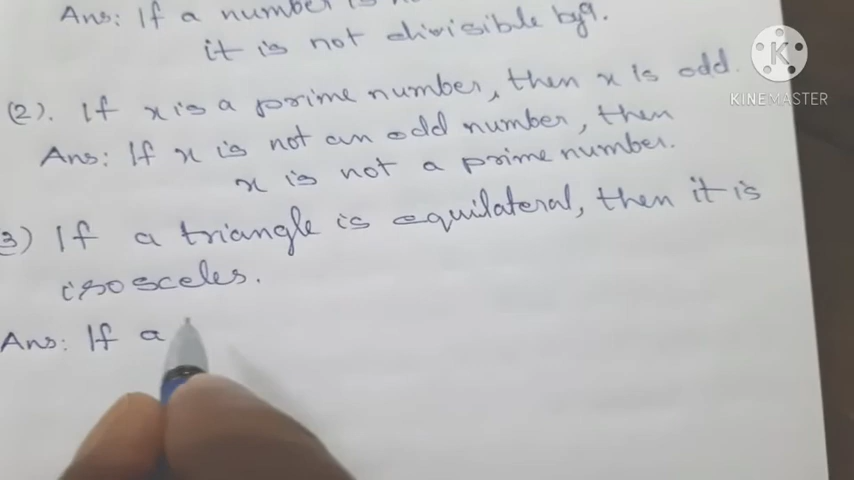 Ans: If a number is
it is not divisible by 9.
(2). If x is a prime number, then x is odd.
Ans: If x is not an odd number, then
x is not a prime number.
3) If a triangle is equilateral, then it is
isosceles.
Ans: If a
KINEMASTER